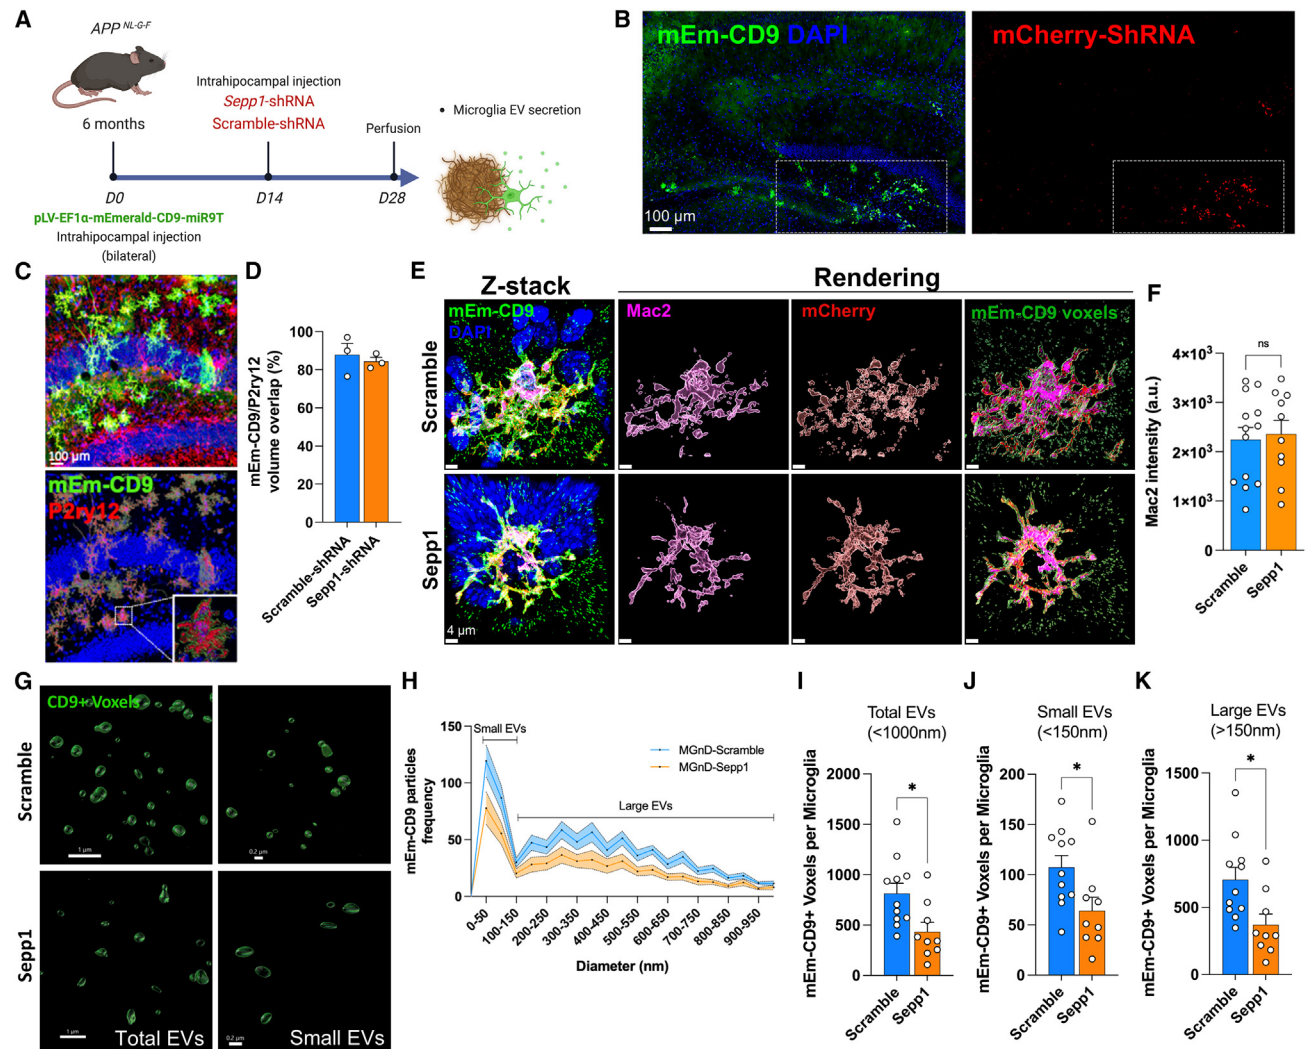 A
APP NL-G-F
6 months
Intrahipocampal injection
Sepp1-shRNA
Scramble-shRNA
Perfusion
• Microglia EV secretion
D0
D14
D28
pLV-EF1α-mEmerald-CD9-miR9T
Intrahipocampal injection
(bilateral)
B
mEm-CD9 DAPI
100 µm
mCherry-ShRNA
C
100 µm
mEm-CD9
P2ry12
D
mEm-CD9/P2ry12
volume overlap (%)
100
80
60
40
20
0
Scramble-shRNA
Sepp1-shRNA
E
Z-stack
Rendering
Scramble
mEm-CD9
DAPI
Mac2
mCherry
mEm-CD9 voxels
Sepp1
4 µm
F
Mac2 intensity (a.u.)
4×10³
3×10³
2×10³
1×10³
0
ns
Scramble
Sepp1
G
CD9+ Voxels
Scramble
1 µm
0.2 µm
Sepp1
1 µm
Total EVs
0.2 µm
Small EVs
H
mEm-CD9 particles
frequency
150
100
50
0
Small EVs
MGnD-Scramble
MGnD-Sepp1
Large EVs
0-50
100-150
200-250
300-350
400-450
500-550
600-650
700-750
800-850
900-950
Diameter (nm)
I
Total EVs
(<1000nm)
mEm-CD9+ Voxels per Microglia
2000
1500
1000
500
0
*
Scramble
Sepp1
J
Small EVs
(<150nm)
mEm-CD9+ Voxels per Microglia
200
150
100
50
0
*
Scramble
Sepp1
K
Large EVs
(>150nm)
mEm-CD9+ Voxels per Microglia
1500
1000
500
0
*
Scramble
Sepp1